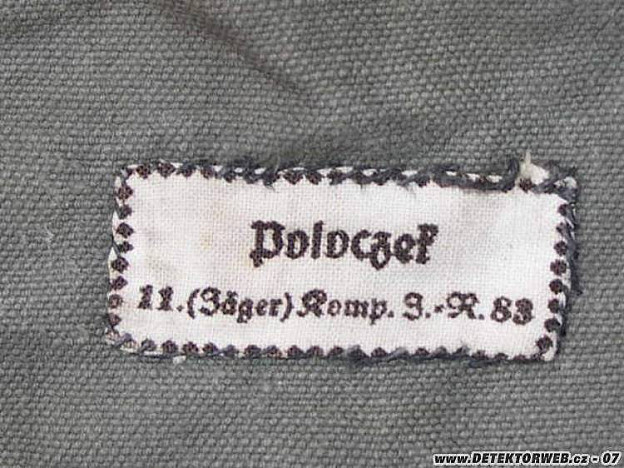 Poloczek
11. (Jäger) Komp. J.-R. 83
www.DETEKTORWEB.cz - 07